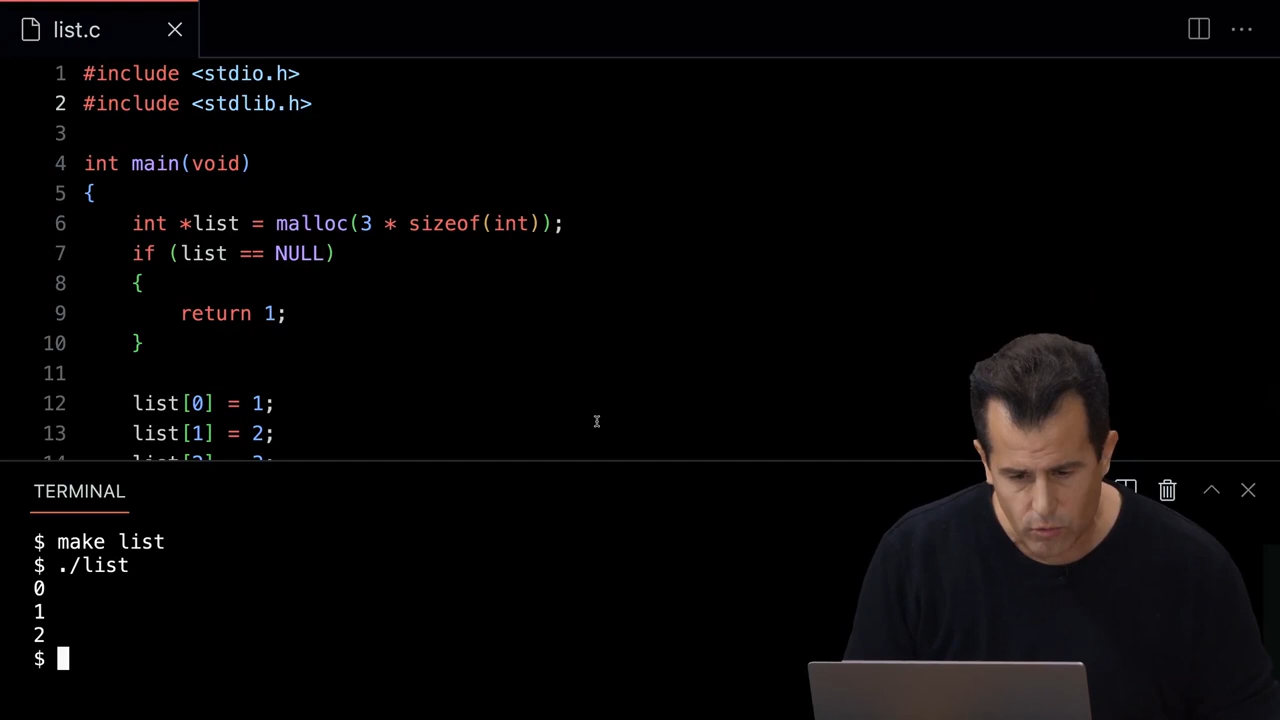 list.c
1 #include <stdio.h>
2 #include <stdlib.h>
3
4 int main(void)
5 {
6 int *list = malloc(3 * sizeof(int));
7 if (list == NULL)
8 {
9 return 1;
10 }
11
12 list[0] = 1;
13 list[1] = 2;
TERMINAL
$ make list
$ ./list
0
1
2
$